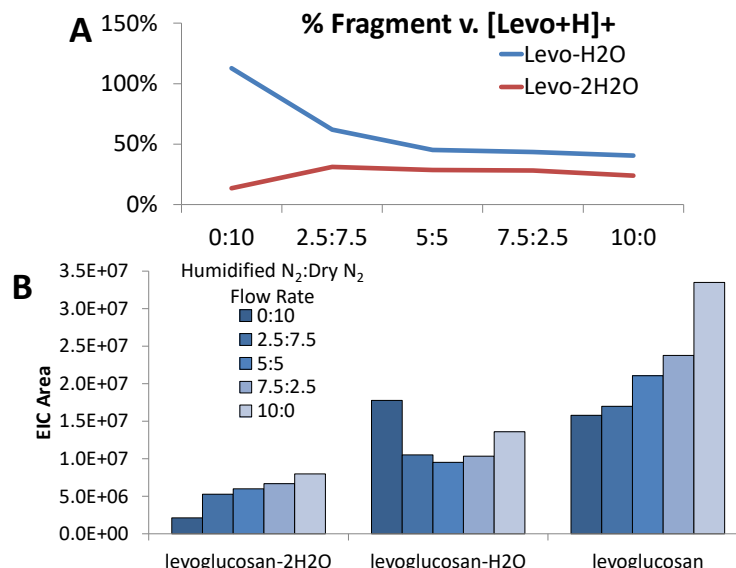 A
% Fragment v. [Levo+H]+
150%
100%
50%
0%
Levo-H2O
Levo-2H2O
0:10 2.5:7.5 5:5 7.5:2.5 10:0
B
Humidified N₂:Dry N₂
Flow Rate
0:10
2.5:7.5
5:5
7.5:2.5
10:0
EIC Area
3.5E+07
3.0E+07
2.5E+07
2.0E+07
1.5E+07
1.0E+07
5.0E+06
0.0E+00
levoglucosan-2H2O levoglucosan-H2O levoglucosan